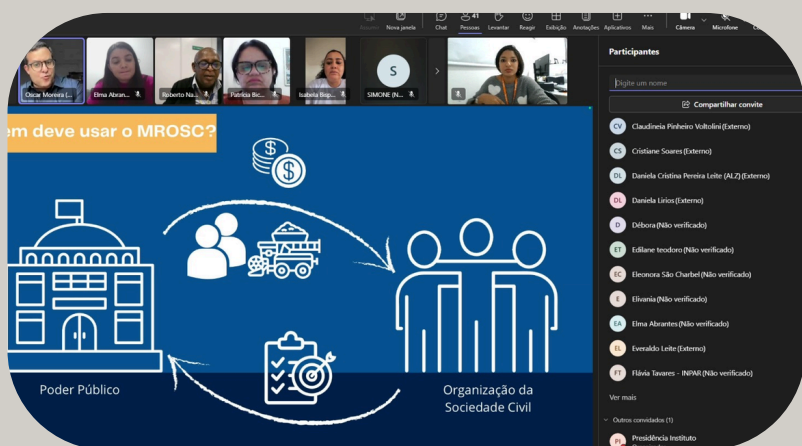 Nova janela
Chat
Pessoas
41
Levantar
Reagir
Exibição
Anotações
Aplicativos
Mais
Câmera
Microfone
Oscar Moreira (...
Elma Abran...
Roberto Na...
Patrícia Bic...
Isabela Bap...
S
SIMONE (N...
em deve usar o MROSC?
$
Poder Público
Organização da
Sociedade Civil
Participantes
Digite um nome
Compartilhar convite
CV Claudineia Pinheiro Voltolini (Externo)
CS Cristiane Soares (Externo)
DL Daniela Cristina Pereira Leite (ALZ) (Externo)
DL Daniela Lirios (Externo)
D Débora (Não verificado)
ET Edilane teodoro (Não verificado)
EC Eleonora São Charbel (Não verificado)
E Elivania (Não verificado)
EA Elma Abrantes (Não verificado)
EL Everaldo Leite (Externo)
FT Flávia Tavares - INPAR (Não verificado)
Ver mais
Outros convidados (1)
PI Presidência Instituto